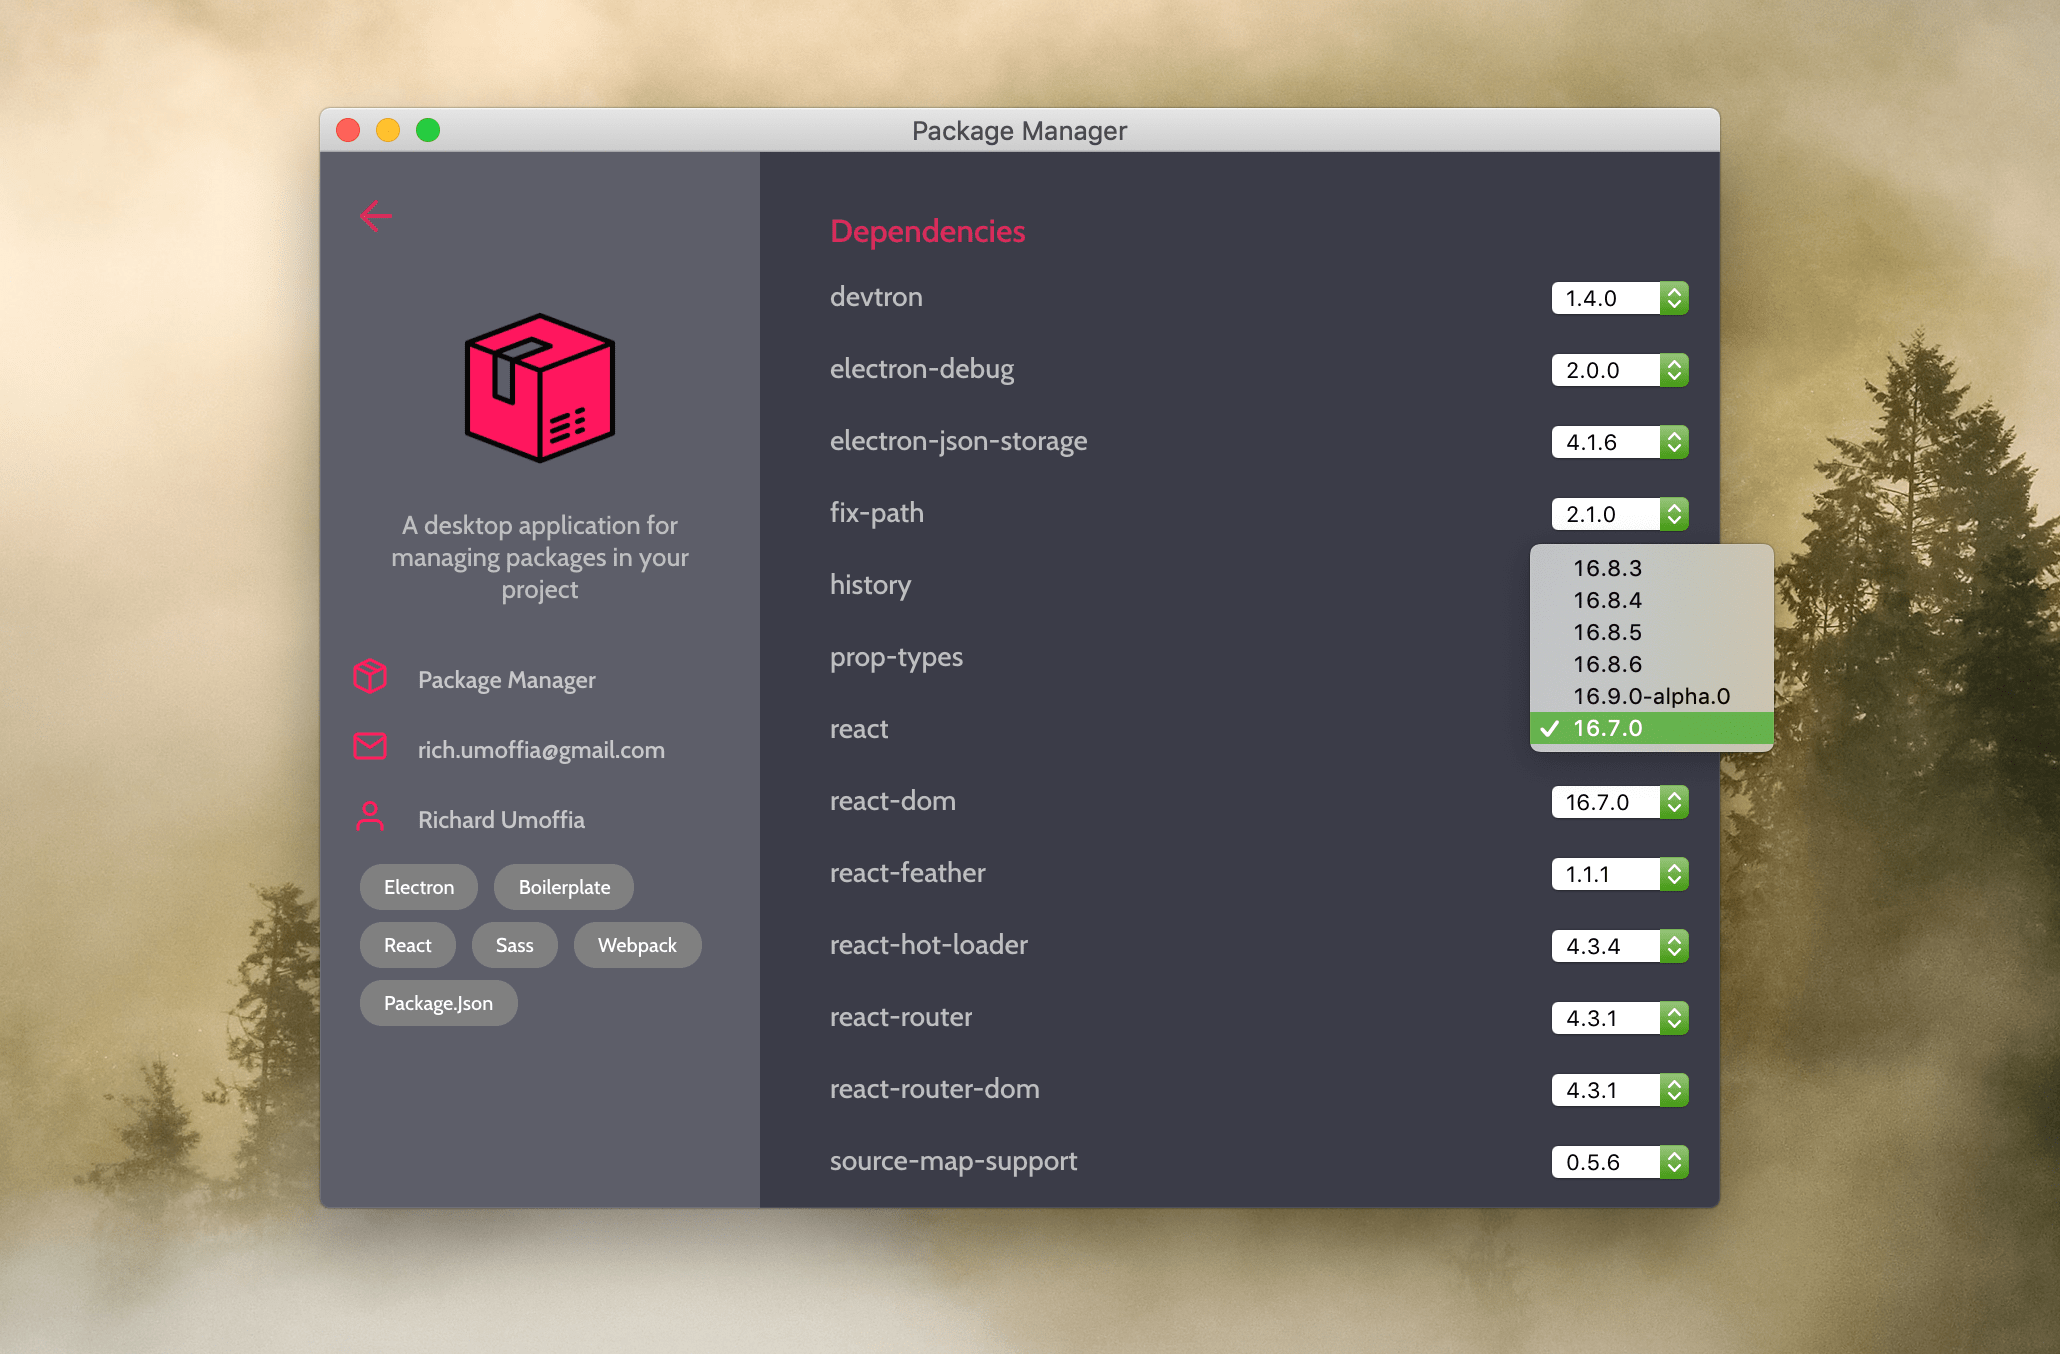 Package Manager
A desktop application for
managing packages in your
project
Package Manager
rich.umoffia@gmail.com
Richard Umoffia
Electron
Boilerplate
React
Sass
Webpack
Package.Json
Dependencies
devtron 1.4.0
electron-debug 2.0.0
electron-json-storage 4.1.6
fix-path 2.1.0
history
prop-types
react
16.8.3
16.8.4
16.8.5
16.8.6
16.9.0-alpha.0
16.7.0
react-dom 16.7.0
react-feather 1.1.1
react-hot-loader 4.3.4
react-router 4.3.1
react-router-dom 4.3.1
source-map-support 0.5.6